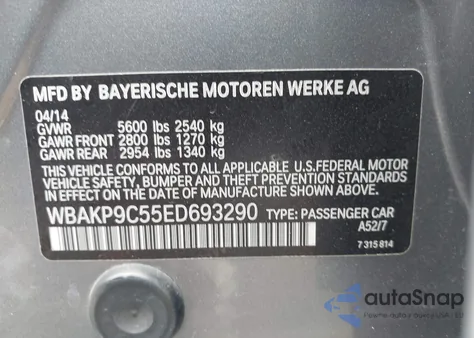 MFD BY BAYERISCHE MOTOREN WERKE AG
04/14
GVWR 5600 lbs 2540 kg
GAWR FRONT 2800 lbs 1270 kg
GAWR REAR 2954 lbs 1340 kg
THIS VEHICLE CONFORMS TO ALL APPLICABLE U.S.FEDERAL MOTOR
VEHICLE SAFETY, BUMPER AND THEFT PREVENTION STANDARDS
IN EFFECT ON THE DATE OF MANUFACTURE SHOWN ABOVE.
WBAKP9C55ED693290 TYPE: PASSENGER CAR
A52/7
7 315 814
autoSnap